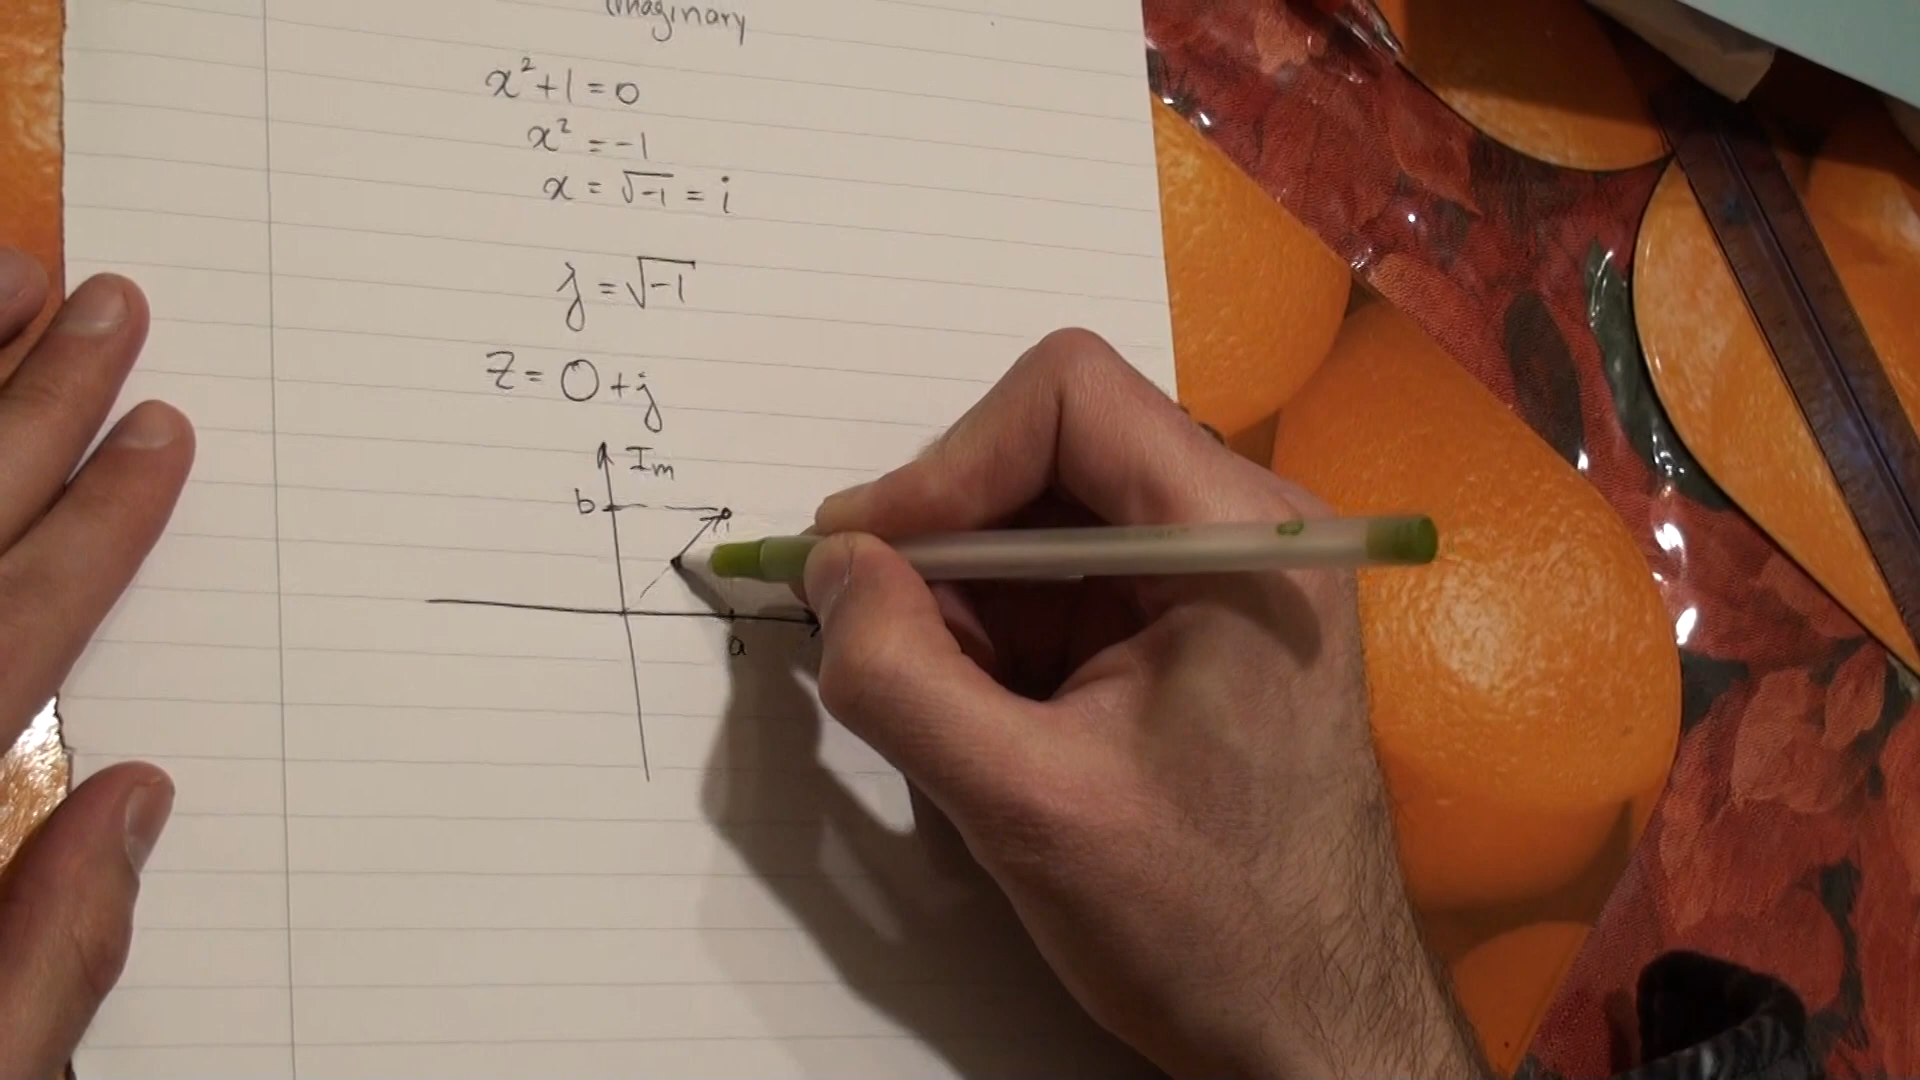 imaginary
x² + 1 = 0
x² = -1
x = √-1 = i
j = √-1
Z = 0 + j
Im
b
a